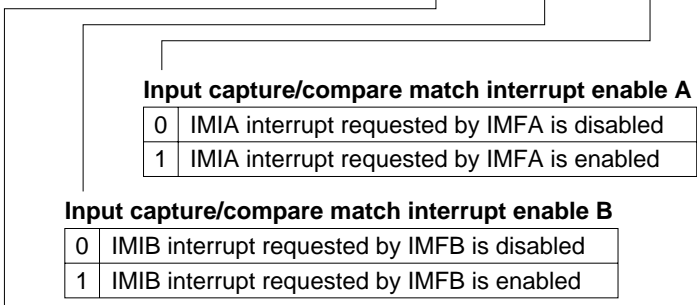 Input capture/compare match interrupt enable A
0 IMIA interrupt requested by IMFA is disabled
1 IMIA interrupt requested by IMFA is enabled
Input capture/compare match interrupt enable B
0 IMIB interrupt requested by IMFB is disabled
1 IMIB interrupt requested by IMFB is enabled